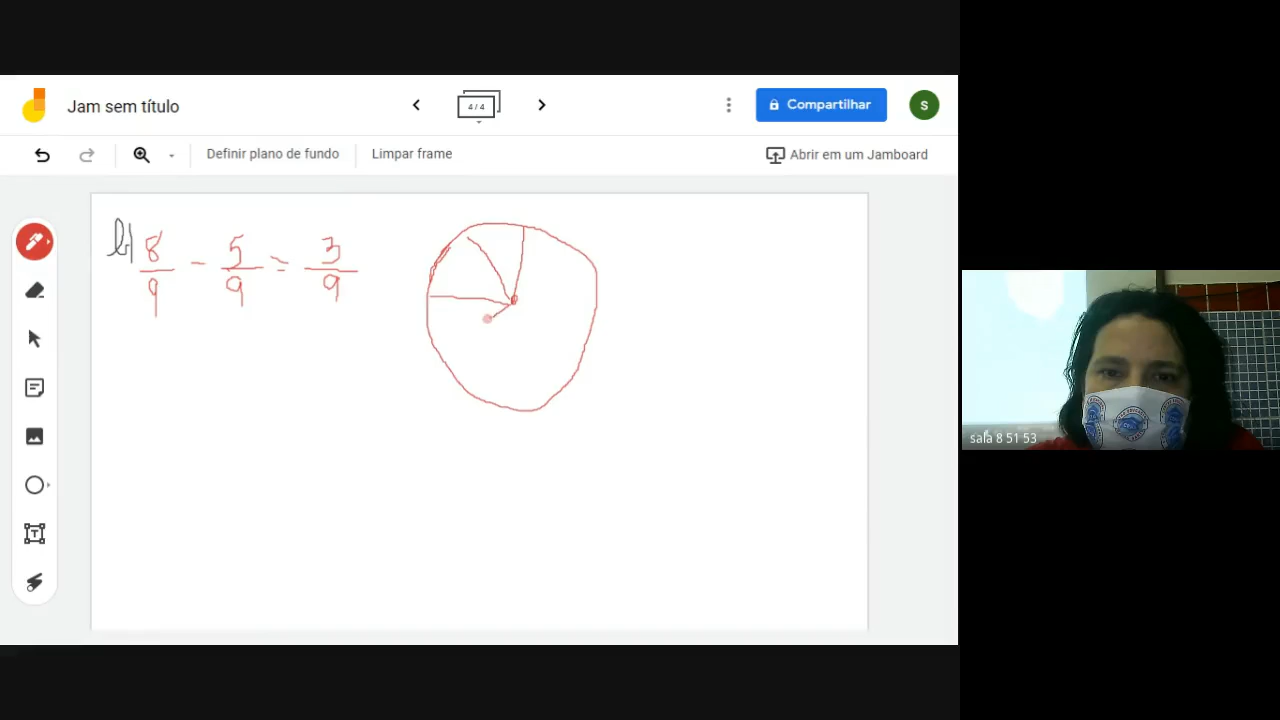 Jam sem título
4 / 4
Compartilhar
S
Definir plano de fundo
Limpar frame
Abrir em um Jamboard
b) 8/9 - 5/9 = 3/9
T
sala 8 51 53